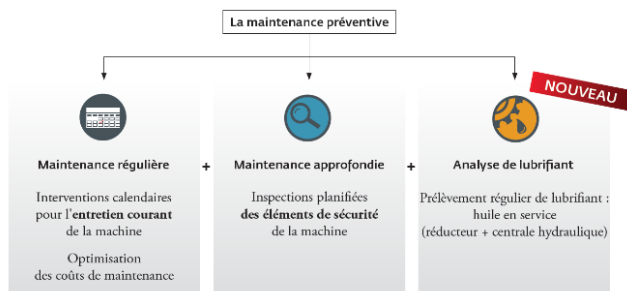 La maintenance préventive
NOUVEAU
Maintenance régulière
+
Maintenance approfondie
+
Analyse de lubrifiant
Interventions calendaires
pour l'entretien courant
de la machine
Optimisation
des coûts de maintenance
Inspections planifiées
des éléments de sécurité
de la machine
Prélèvement régulier de lubrifiant :
huile en service
(réducteur + centrale hydraulique)